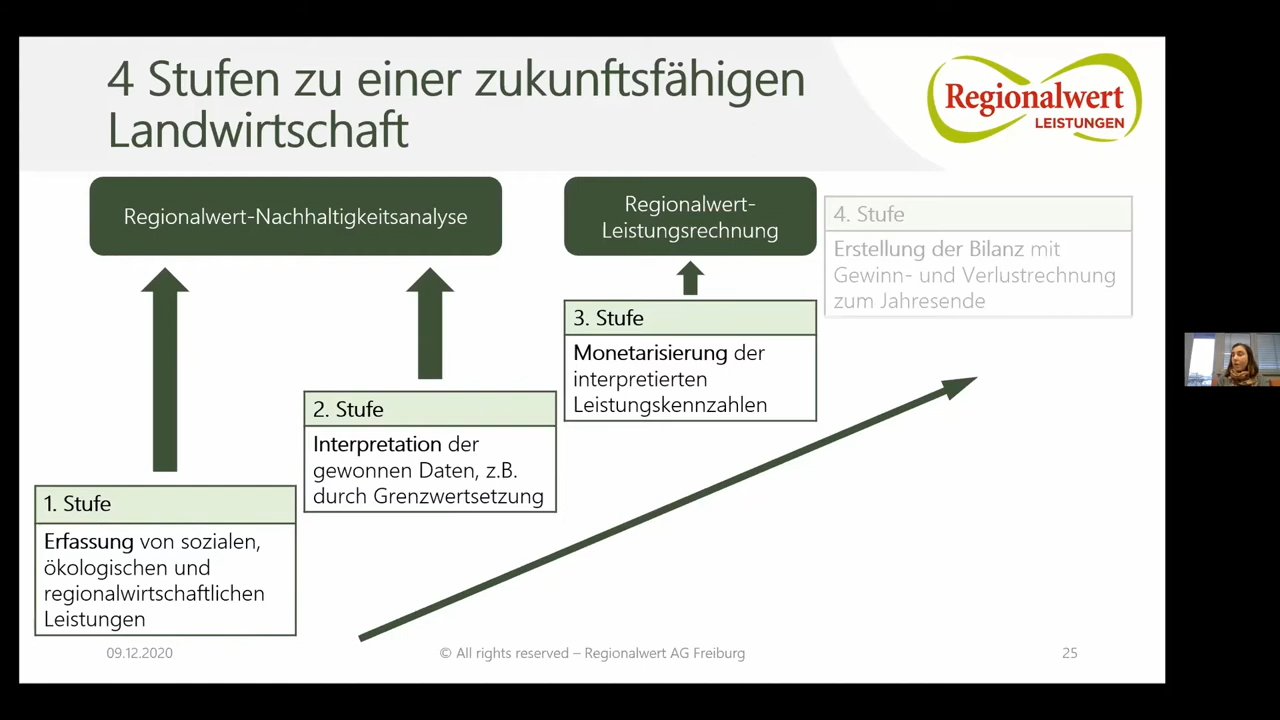 4 Stufen zu einer zukunftsfähigen
Landwirtschaft
Regionalwert
LEISTUNGEN
Regionalwert-Nachhaltigkeitsanalyse
Regionalwert-
Leistungsrechnung
4. Stufe
Erstellung der Bilanz mit
Gewinn- und Verlustrechnung
zum Jahresende
3. Stufe
Monetarisierung der
interpretierten
Leistungskennzahlen
2. Stufe
Interpretation der
gewonnen Daten, z.B.
durch Grenzwertsetzung
1. Stufe
Erfassung von sozialen,
ökologischen und
regionalwirtschaftlichen
Leistungen
09.12.2020
© All rights reserved – Regionalwert AG Freiburg
25